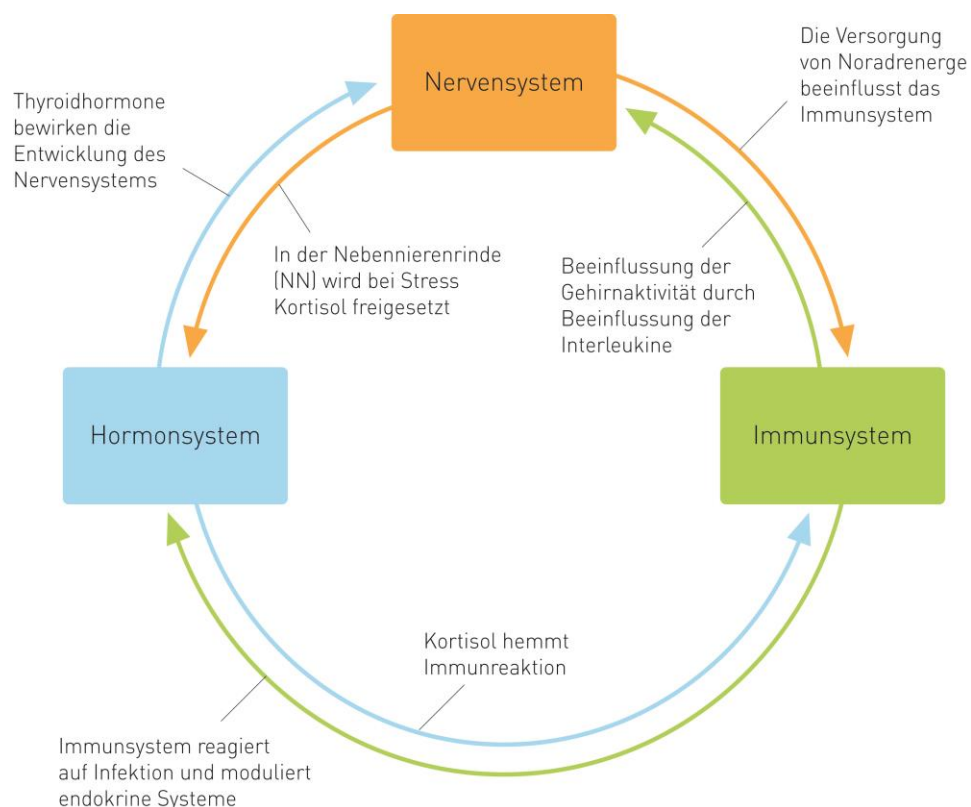 Nervensystem
Die Versorgung
von Noradrenerge
beeinflusst das
Immunsystem
Thyroidhormone
bewirken die
Entwicklung des
Nervensystems
In der Nebennierenrinde
(NN) wird bei Stress
Kortisol freigesetzt
Beeinflussung der
Gehirnaktivität durch
Beeinflussung der
Interleukine
Hormonsystem
Immunsystem
Kortisol hemmt
Immunreaktion
Immunsystem reagiert
auf Infektion und moduliert
endokrine Systeme